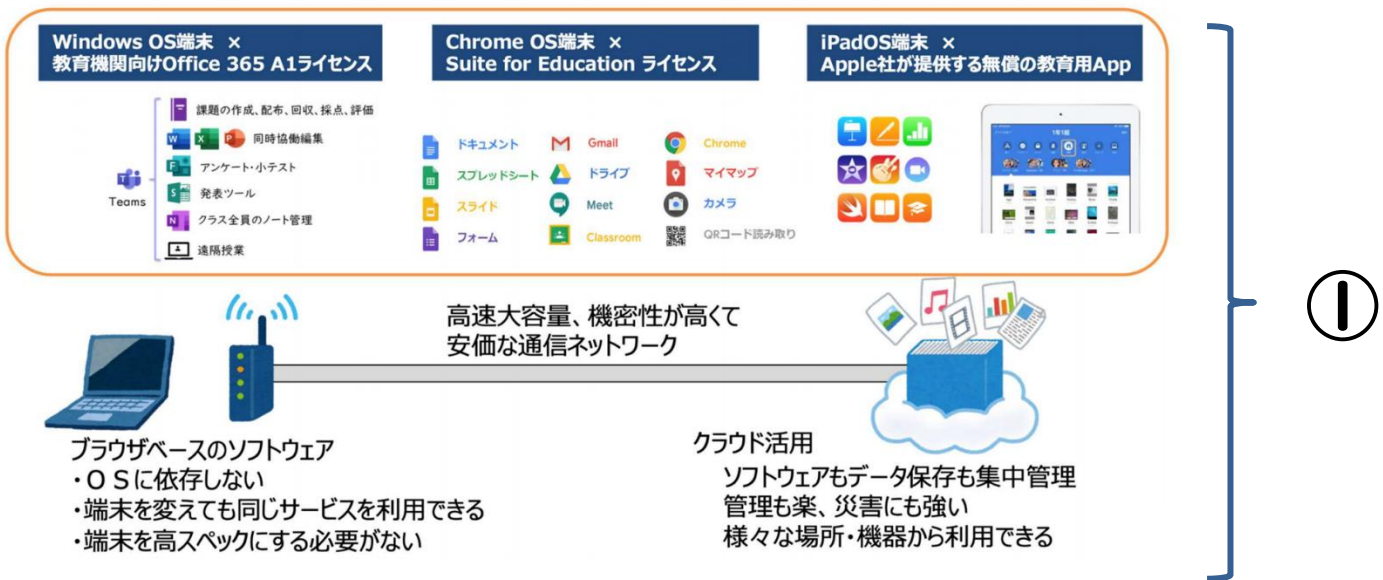 Windows OS端末 ×
教育機関向けOffice 365 A1ライセンス
Teams
課題の作成、配布、回収、採点、評価
同時協働編集
アンケート・小テスト
発表ツール
クラス全員のノート管理
遠隔授業
Chrome OS端末 ×
Suite for Education ライセンス
ドキュメント
Gmail
Chrome
スプレッドシート
ドライブ
マイマップ
スライド
Meet
カメラ
フォーム
Classroom
QRコード読み取り
iPadOS端末 ×
Apple社が提供する無償の教育用App
1年1組
高速大容量、機密性が高くて
安価な通信ネットワーク
ブラウザベースのソフトウェア
・OSに依存しない
・端末を変えても同じサービスを利用できる
・端末を高スペックにする必要がない
クラウド活用
ソフトウェアもデータ保存も集中管理
管理も楽、災害にも強い
様々な場所・機器から利用できる
①